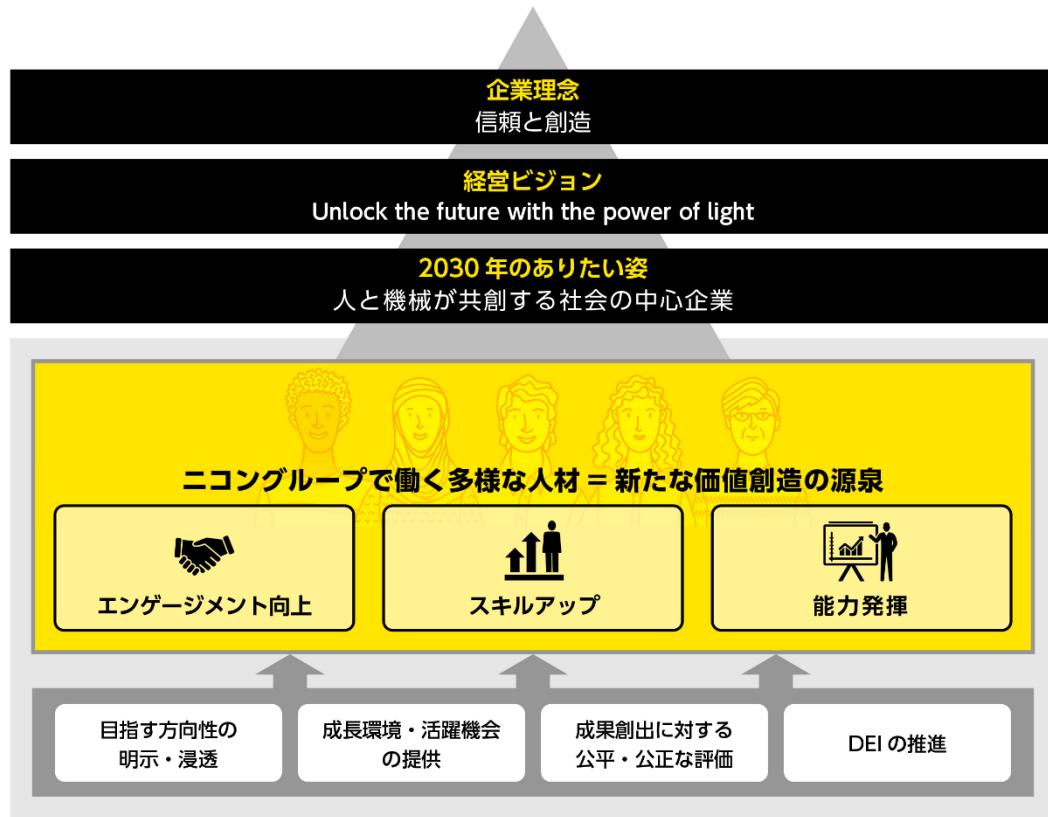 企業理念
信頼と創造
経営ビジョン
Unlock the future with the power of light
2030 年のありたい姿
人と機械が共創する社会の中心企業
ニコングループで働く多様な人材 = 新たな価値創造の源泉
エンゲージメント向上
スキルアップ
能力発揮
目指す方向性の
明示・浸透
成長環境・活躍機会
の提供
成果創出に対する
公平・公正な評価
DEI の推進